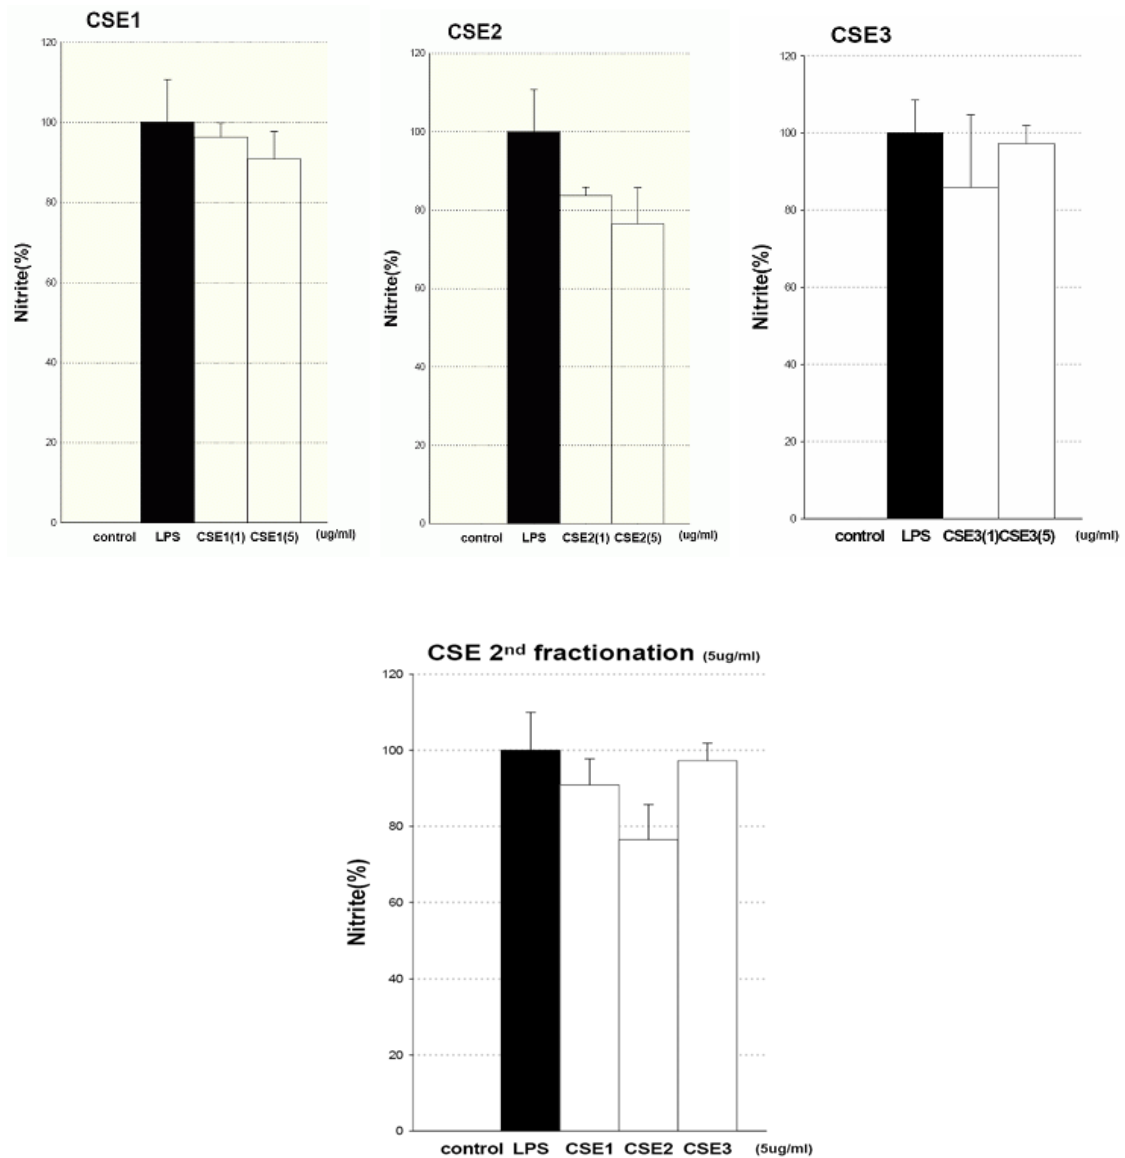 CSE1
120
100
80
60
40
20
0
Nitrite(%)
control LPS CSE1(1) CSE1(5) (ug/ml)
CSE2
120
100
80
60
40
20
0
Nitrite(%)
control LPS CSE2(1) CSE2(5) (ug/ml)
CSE3
120
100
80
60
40
20
0
Nitrite(%)
control LPS CSE3(1)CSE3(5) (ug/ml)
CSE 2nd fractionation (5ug/ml)
120
100
80
60
40
20
0
Nitrite(%)
control LPS CSE1 CSE2 CSE3 (5ug/ml)